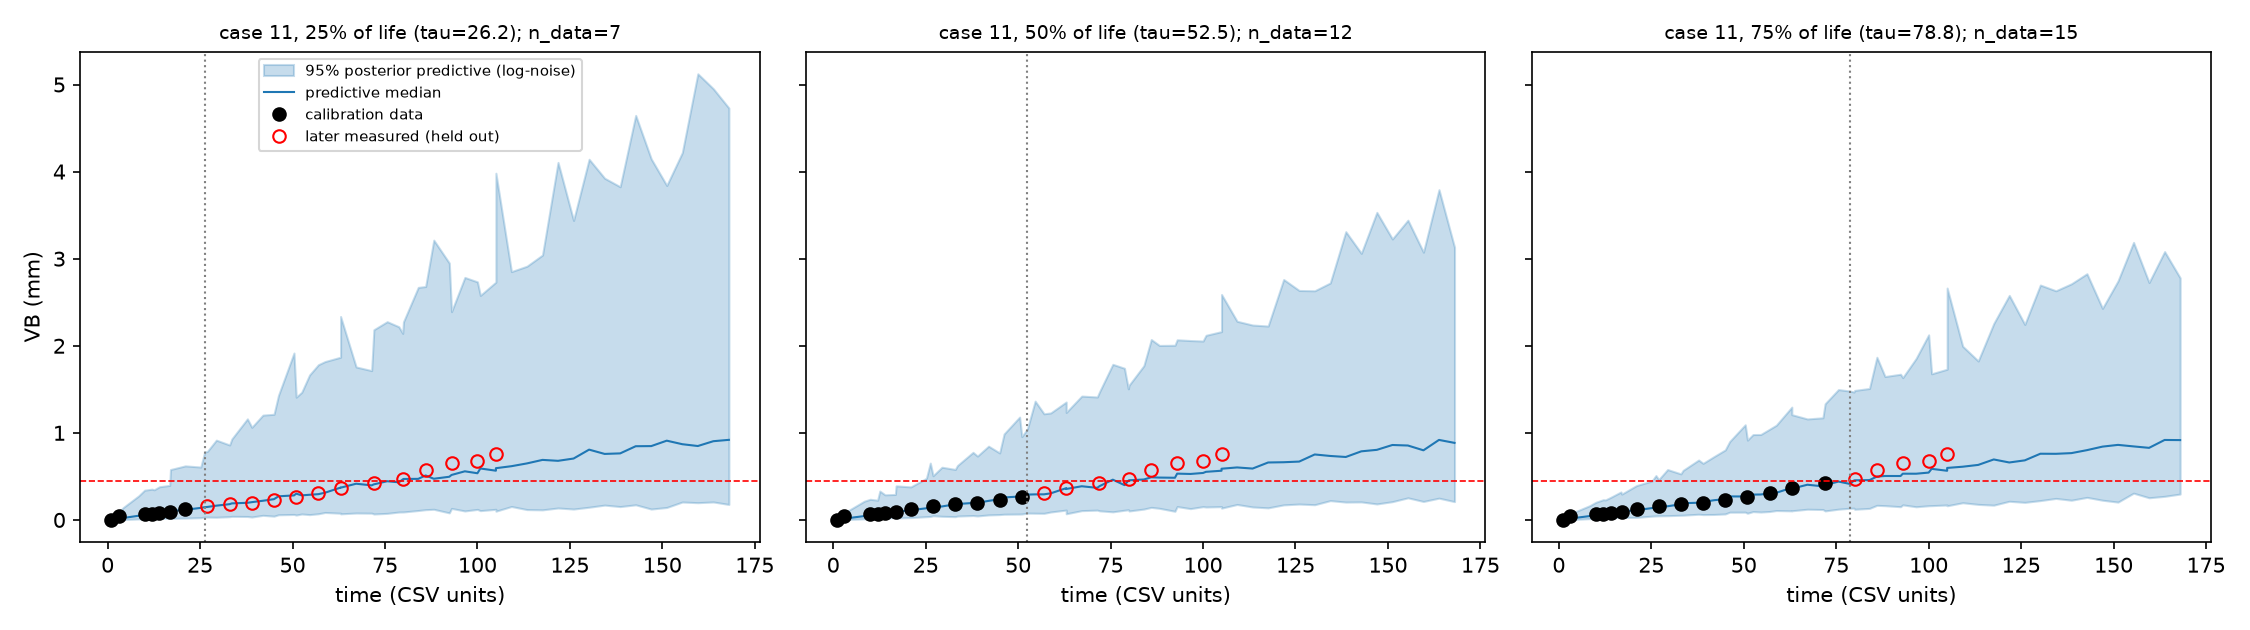 case 11, 25% of life (tau=26.2); n_data=7
case 11, 50% of life (tau=52.5); n_data=12
case 11, 75% of life (tau=78.8); n_data=15
95% posterior predictive (log-noise)
predictive median
calibration data
later measured (held out)
VB (mm)
5
4
3
2
1
0
0 25 50 75 100 125 150 175
0 25 50 75 100 125 150 175
0 25 50 75 100 125 150 175
time (CSV units)
time (CSV units)
time (CSV units)